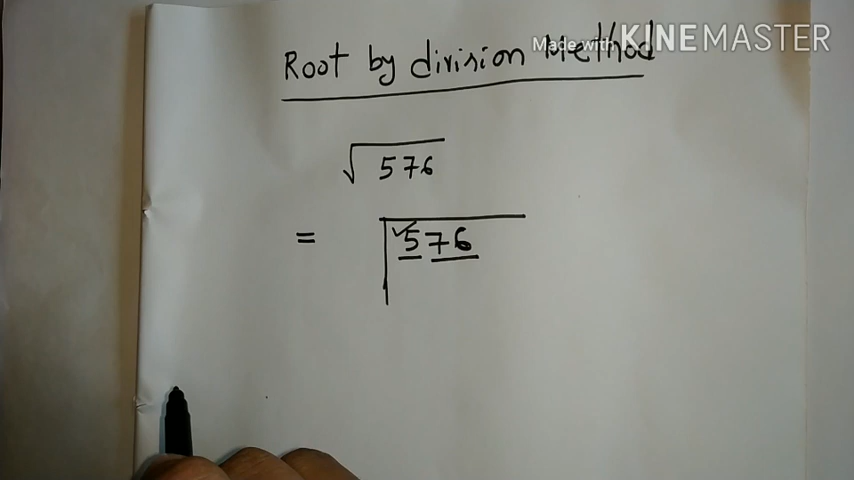 Made with KINEMASTER
Root by division Method
√576
= 576